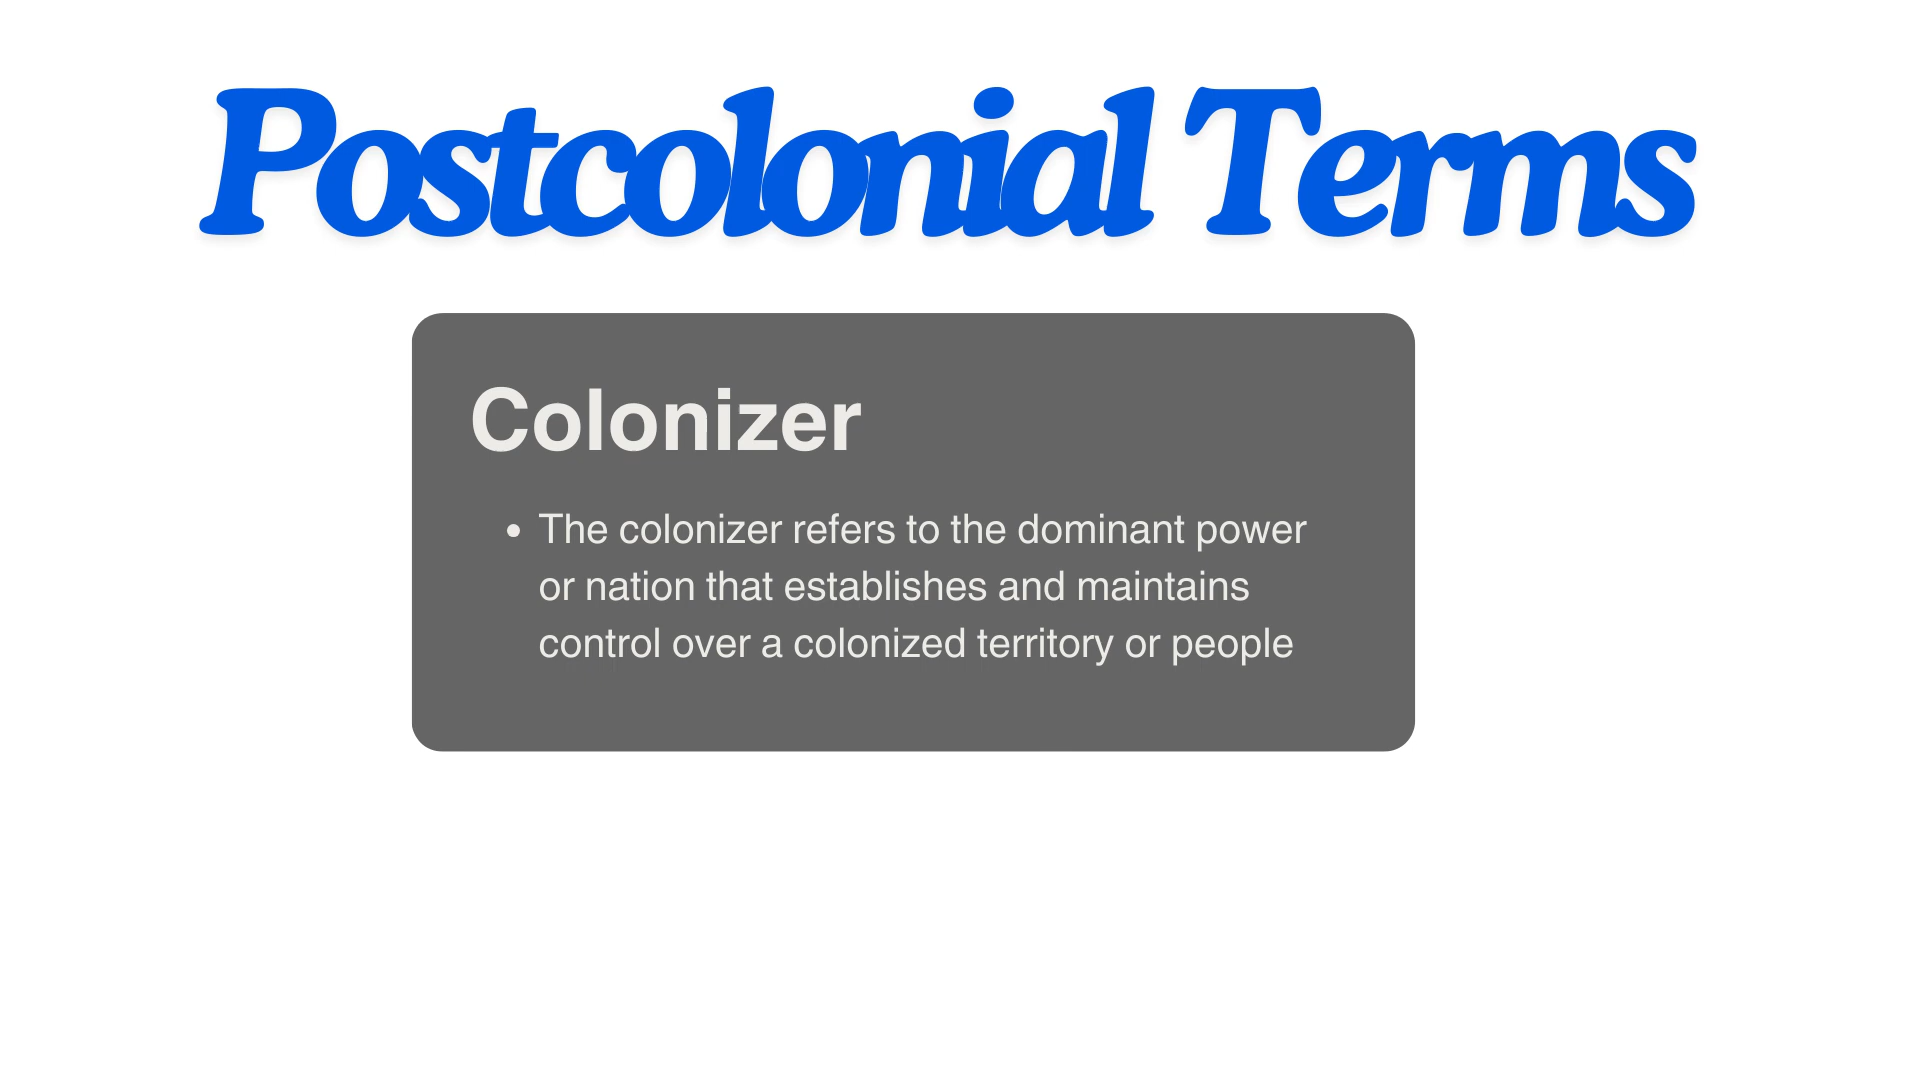 Postcolonial Terms
Colonizer
• The colonizer refers to the dominant power
or nation that establishes and maintains
control over a colonized territory or people